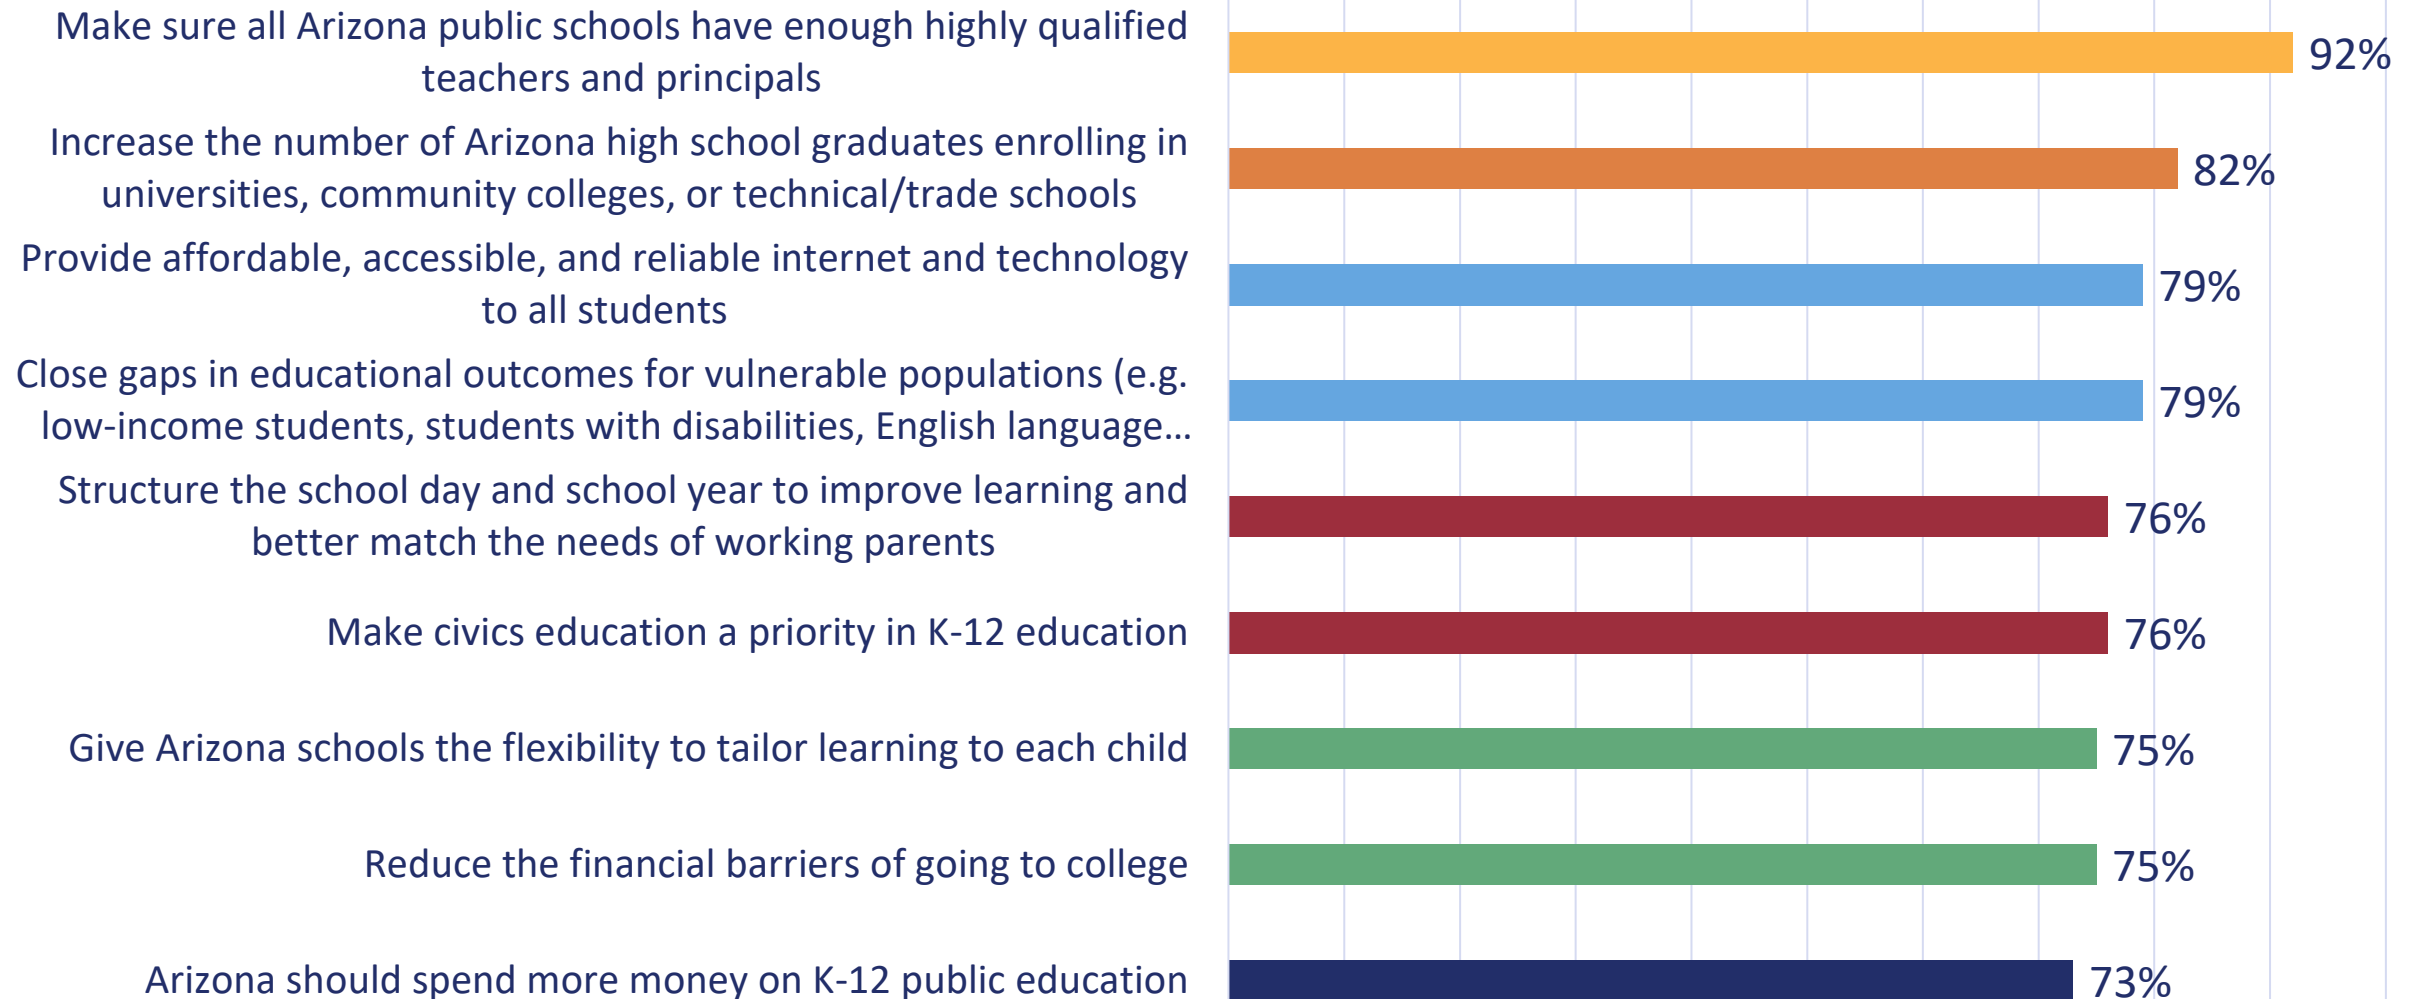 Make sure all Arizona public schools have enough highly qualified
teachers and principals
92%
Increase the number of Arizona high school graduates enrolling in
universities, community colleges, or technical/trade schools
82%
Provide affordable, accessible, and reliable internet and technology
to all students
79%
Close gaps in educational outcomes for vulnerable populations (e.g.
low-income students, students with disabilities, English language...
79%
Structure the school day and school year to improve learning and
better match the needs of working parents
76%
Make civics education a priority in K-12 education
76%
Give Arizona schools the flexibility to tailor learning to each child
75%
Reduce the financial barriers of going to college
75%
Arizona should spend more money on K-12 public education
73%